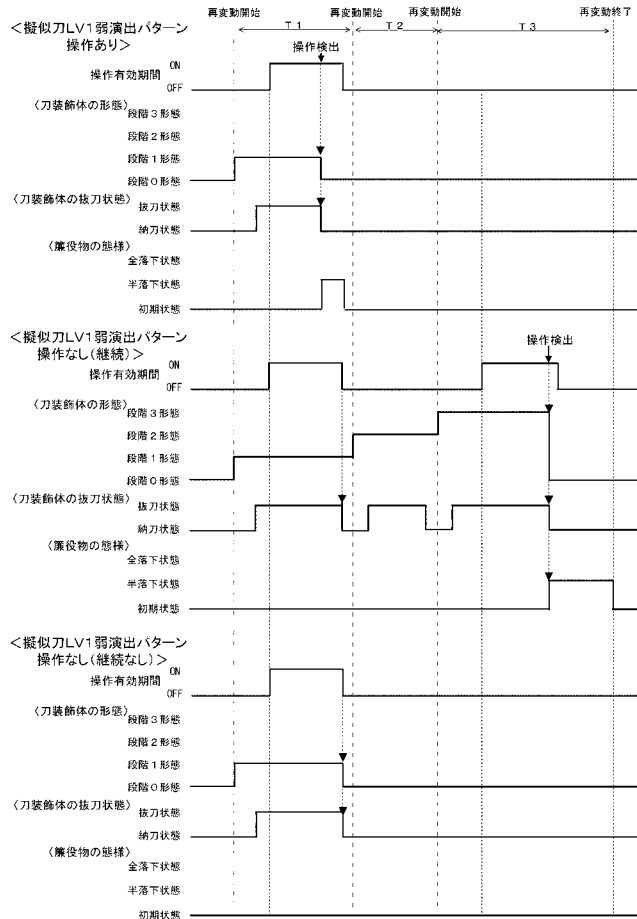 再変動開始
再変動開始
再変動開始
再変動終了
T1
T2
T3
＜擬似刀LV1弱演出パターン
操作あり＞
操作検出
操作有効期間
ON
OFF
〈刀装飾体の形態〉
段階3形態
段階2形態
段階1形態
段階0形態
〈刀装飾体の抜刀状態〉
抜刀状態
納刀状態
〈簾役物の態様〉
全落下状態
半落下状態
初期状態
＜擬似刀LV1弱演出パターン
操作なし(継続)＞
操作検出
操作有効期間
ON
OFF
〈刀装飾体の形態〉
段階3形態
段階2形態
段階1形態
段階0形態
〈刀装飾体の抜刀状態〉
抜刀状態
納刀状態
〈簾役物の態様〉
全落下状態
半落下状態
初期状態
＜擬似刀LV1弱演出パターン
操作なし(継続なし)＞
操作有効期間
ON
OFF
〈刀装飾体の形態〉
段階3形態
段階2形態
段階1形態
段階0形態
〈刀装飾体の抜刀状態〉
抜刀状態
納刀状態
〈簾役物の態様〉
全落下状態
半落下状態
初期状態